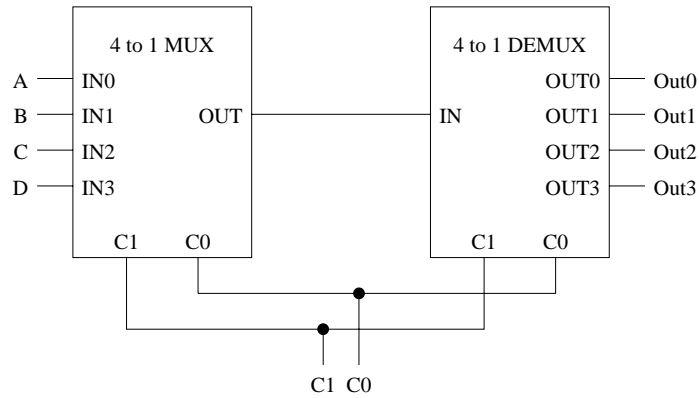 4 to 1 MUX
4 to 1 DEMUX
A IN0
OUT0 Out0
B IN1 OUT IN OUT1 Out1
C IN2 OUT2 Out2
D IN3 OUT3 Out3
C1 C0 C1 C0
C1 C0